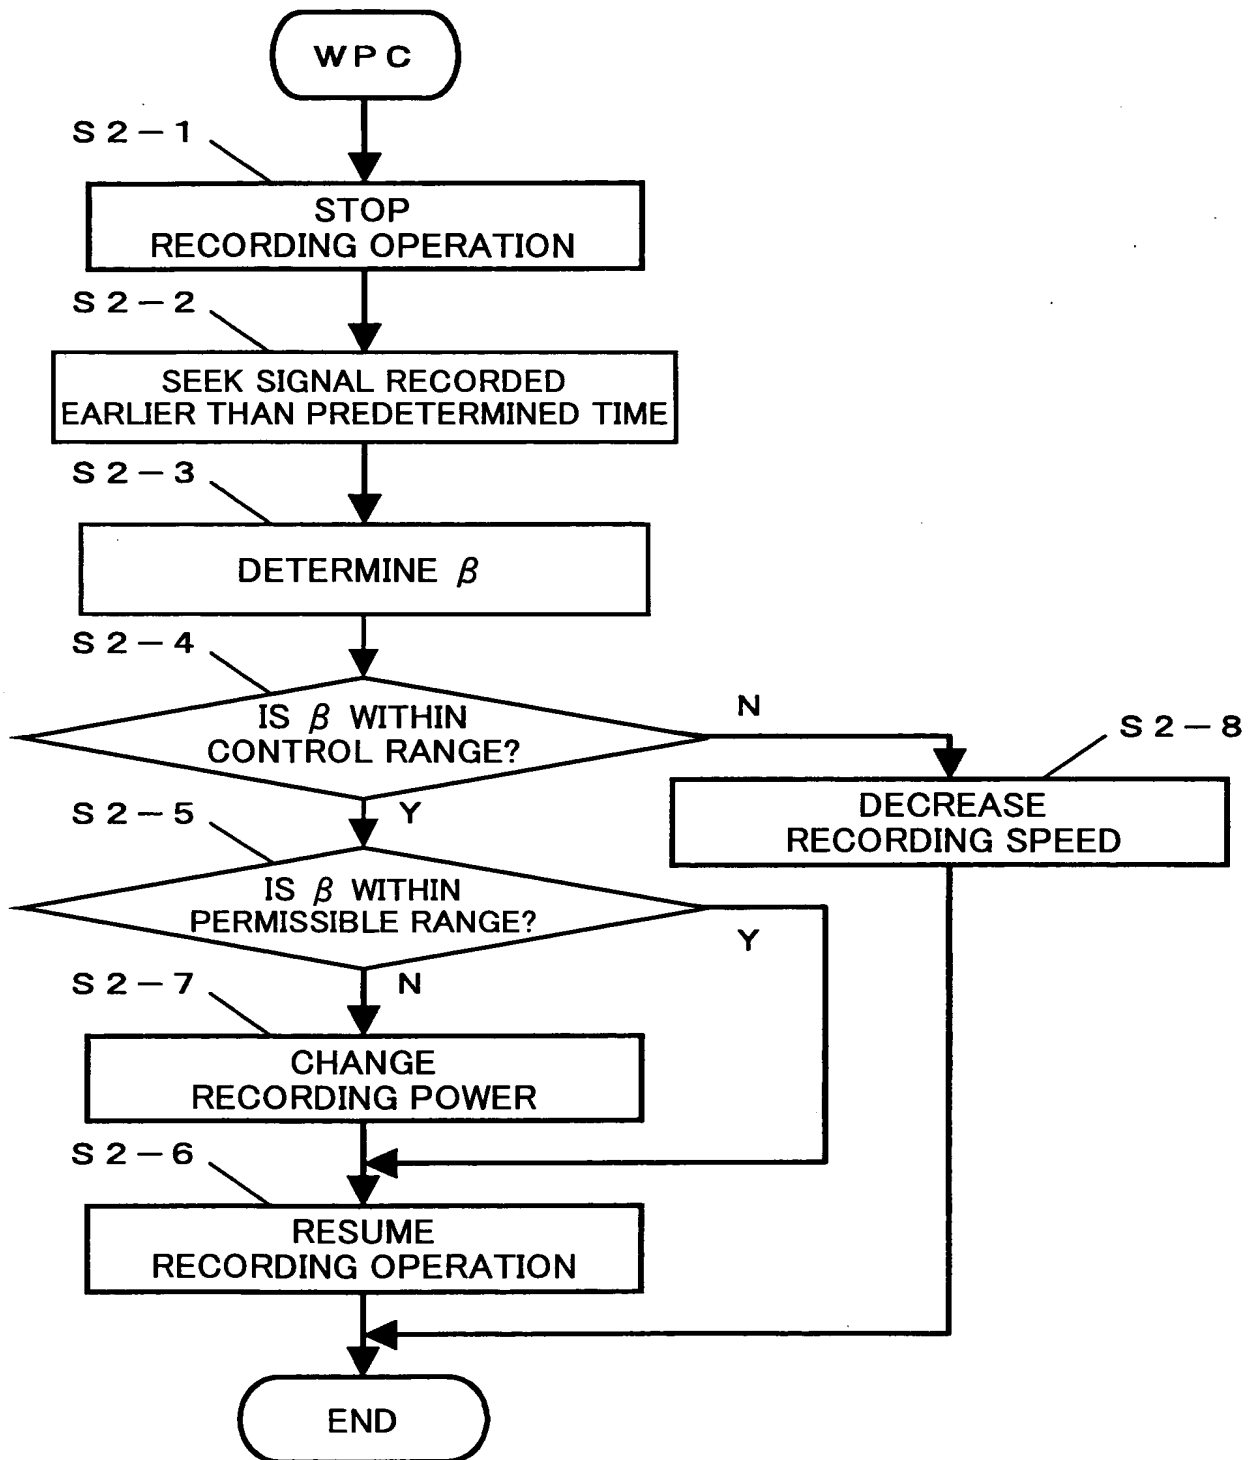 WPC
S2-1
STOP
RECORDING OPERATION
S2-2
SEEK SIGNAL RECORDED
EARLIER THAN PREDETERMINED TIME
S2-3
DETERMINE β
S2-4
IS β WITHIN
CONTROL RANGE?
N
S2-8
DECREASE
RECORDING SPEED
Y
S2-5
IS β WITHIN
PERMISSIBLE RANGE?
Y
N
S2-7
CHANGE
RECORDING POWER
S2-6
RESUME
RECORDING OPERATION
END